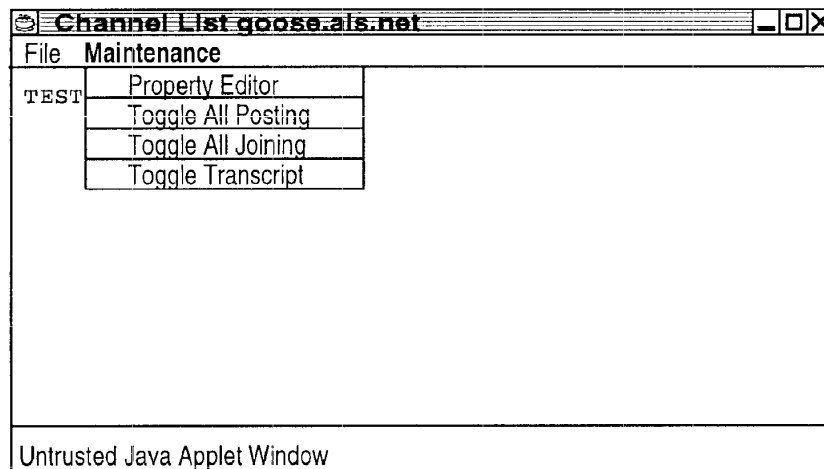 Channel List goose.als.net
File Maintenance
TEST
Property Editor
Toggle All Posting
Toggle All Joining
Toggle Transcript
Untrusted Java Applet Window